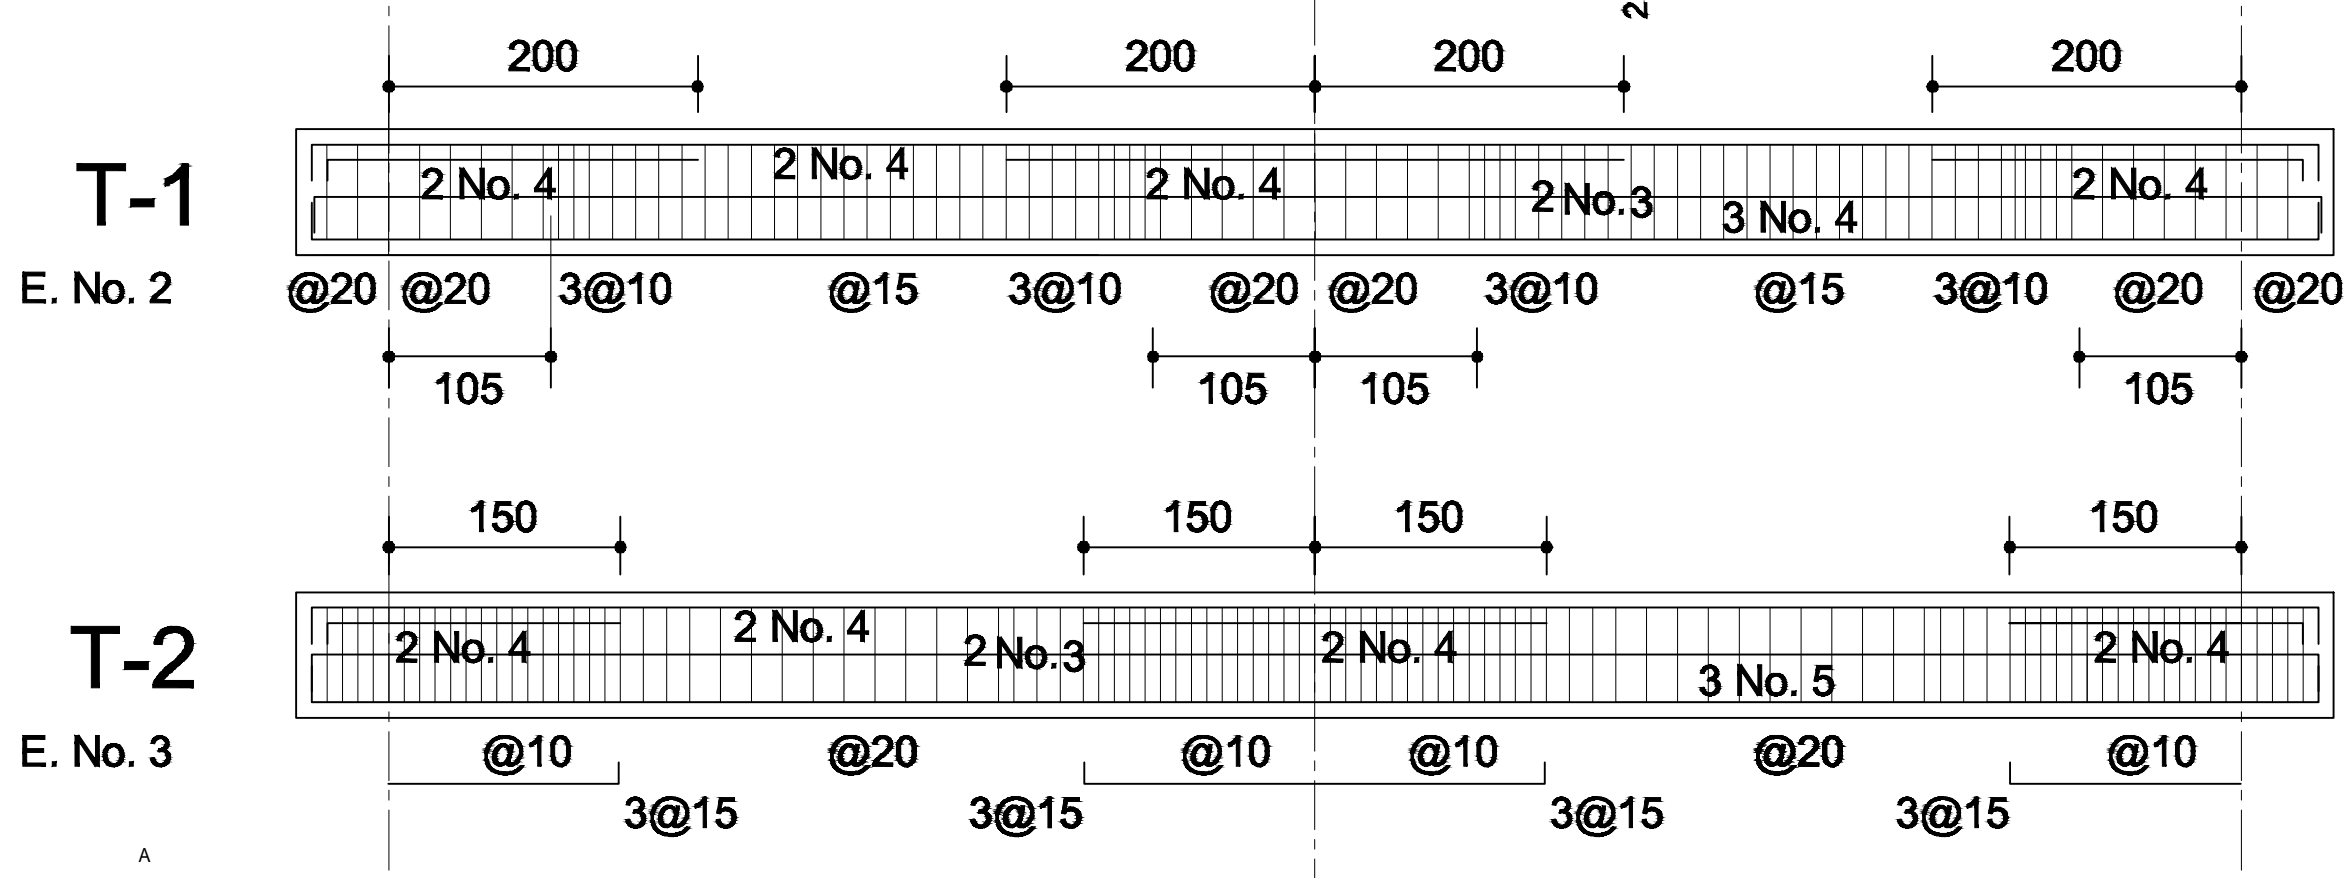 2
200 200 200 200
T-1
2 No. 4 2 No. 4 2 No. 4 2 No.3 3 No. 4 2 No. 4
E. No. 2 @20 @20 3@10 @15 3@10 @20 @20 3@10 @15 3@10 @20 @20
105 105 105 105
150 150 150 150
T-2
2 No. 4 2 No. 4 2 No.3 2 No. 4 3 No. 5 2 No. 4
E. No. 3 @10 @20 @10 @10 @20 @10
3@15 3@15 3@15 3@15
A